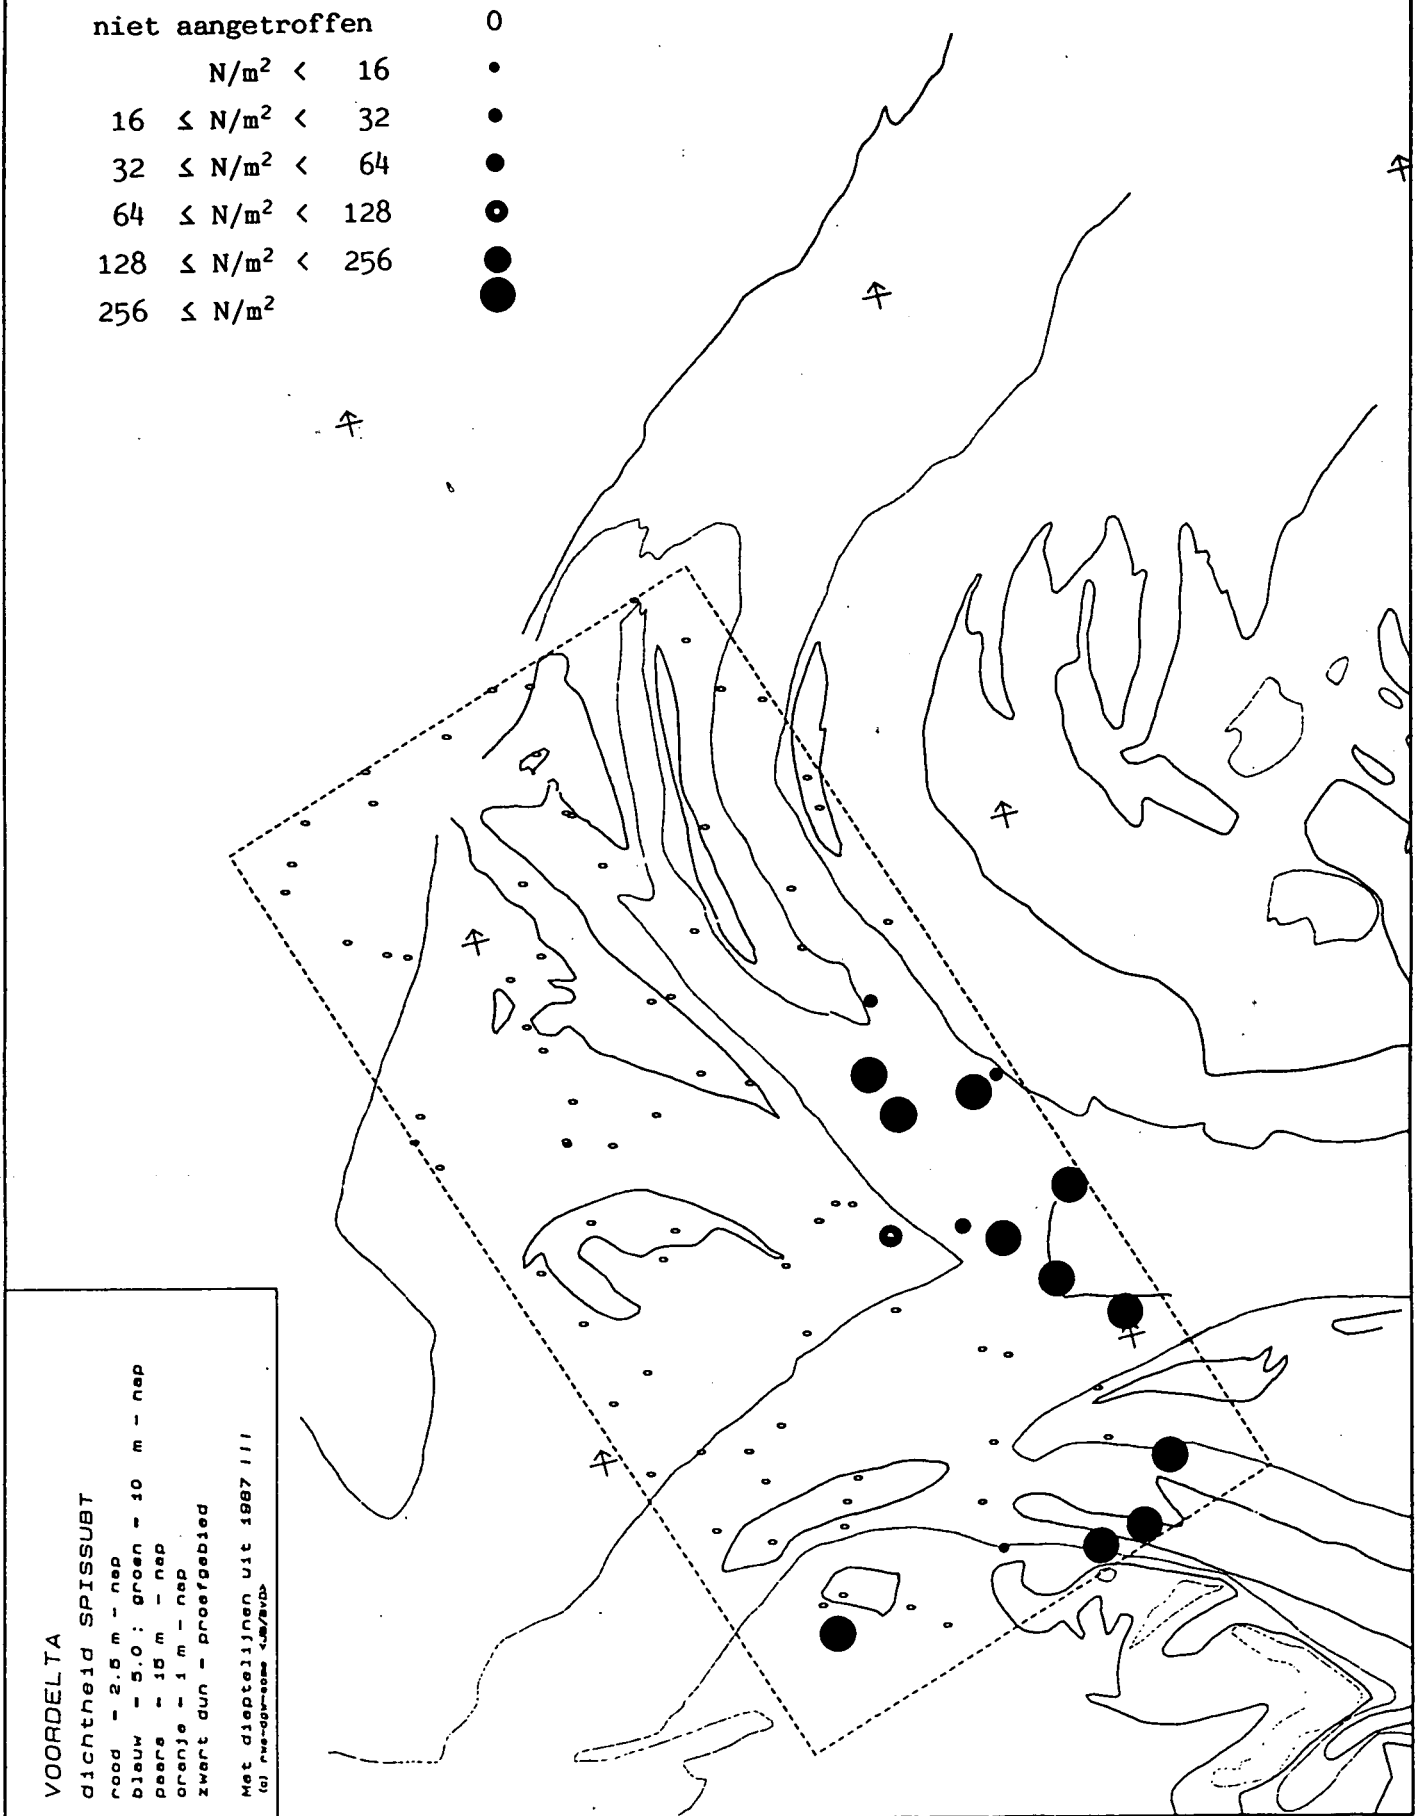 niet aangetroffen 0
N/m² < 16
16 ≤ N/m² < 32
32 ≤ N/m² < 64
64 ≤ N/m² < 128
128 ≤ N/m² < 256
256 ≤ N/m²
VOORDELTA
dichtheid SPISSUBT
rood = 2.5 m - nap
blauw = 5.0 ; groen = 10 m - nap
paars = 15 m - nap
oranje = 1 m - nap
zwart dun = proefgebied
Met dieptelijnen uit 1987 !!!